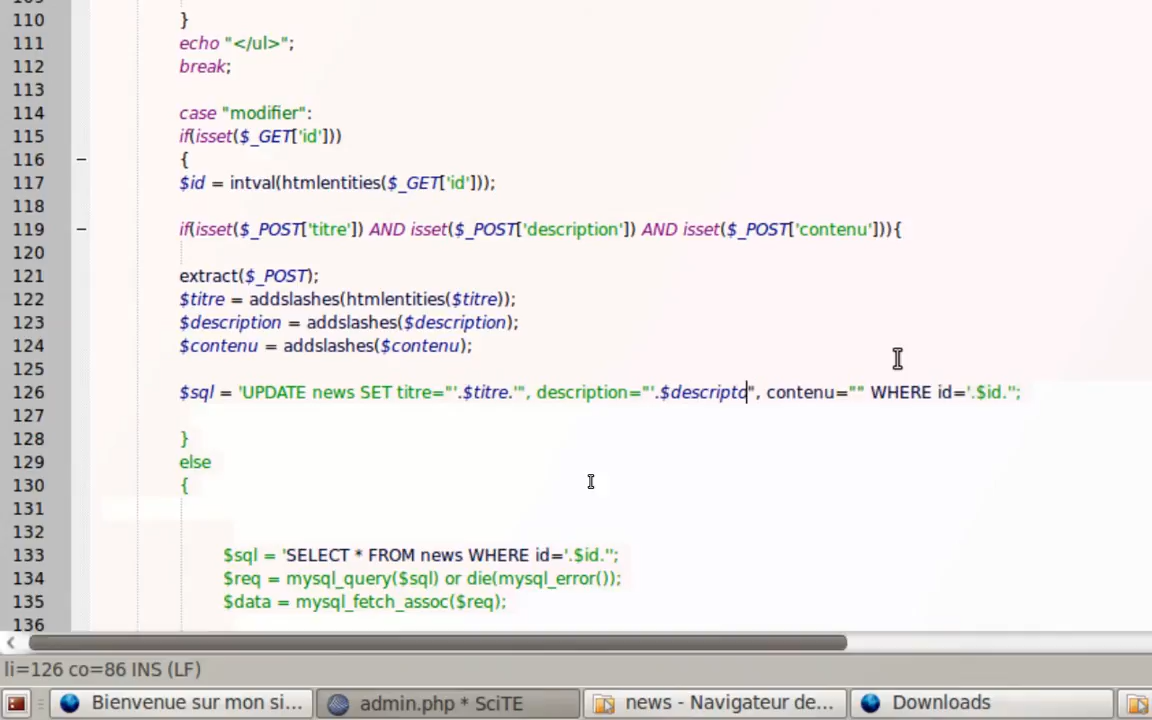 110 }
111 echo "</ul>";
112 break;
113
114 case "modifier":
115 if(isset($_GET['id']))
116 {
117 $id = intval(htmlentities($_GET['id']));
118
119 if(isset($_POST['titre']) AND isset($_POST['description']) AND isset($_POST['contenu'])){
120
121 extract($_POST);
122 $titre = addslashes(htmlentities($titre));
123 $description = addslashes($description);
124 $contenu = addslashes($contenu);
125
126 $sql = 'UPDATE news SET titre="'.$titre.'", description="'.$descripto", contenu="" WHERE id='.$id.'';
127
128 }
129 else
130 {
131
132
133 $sql = 'SELECT * FROM news WHERE id='.$id.'';
134 $req = mysql_query($sql) or die(mysql_error());
135 $data = mysql_fetch_assoc($req);
136
li=126 co=86 INS (LF)
Bienvenue sur mon si... admin.php * SciTE news - Navigateur de... Downloads